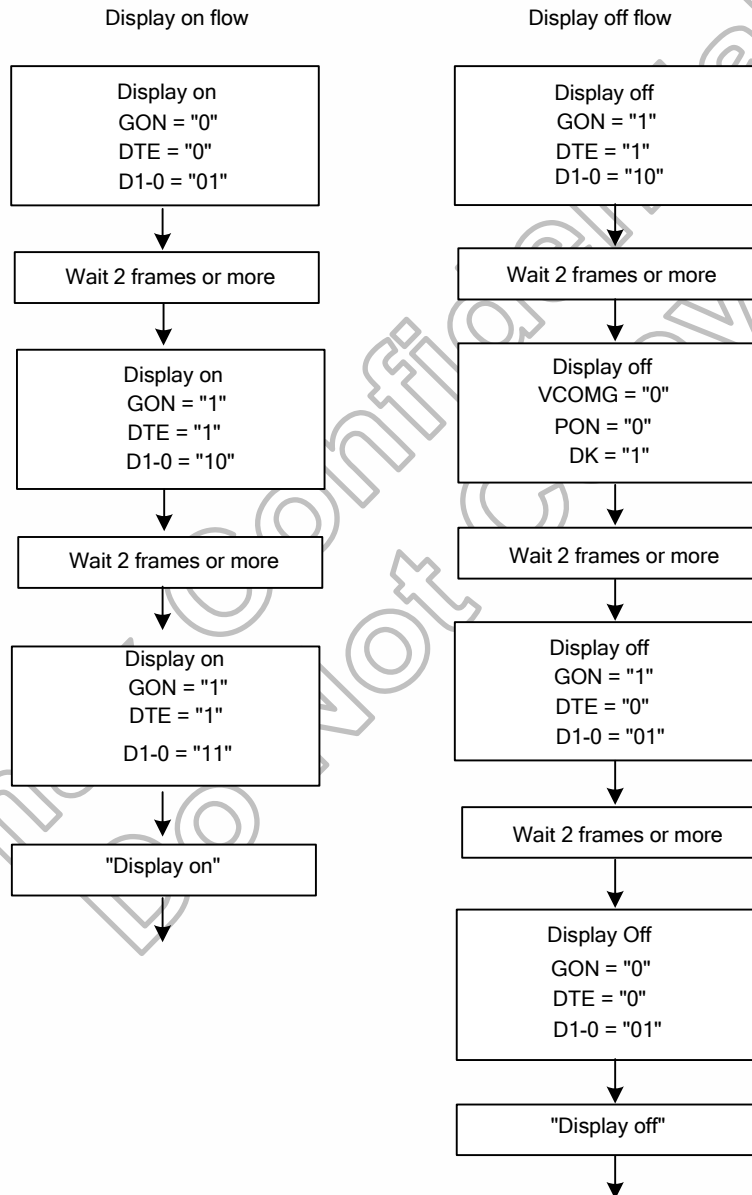 Display on flow
Display on
GON = "0"
DTE = "0"
D1-0 = "01"
Wait 2 frames or more
Display on
GON = "1"
DTE = "1"
D1-0 = "10"
Wait 2 frames or more
Display on
GON = "1"
DTE = "1"
D1-0 = "11"
"Display on"
Display off flow
Display off
GON = "1"
DTE = "1"
D1-0 = "10"
Wait 2 frames or more
Display off
VCOMG = "0"
PON = "0"
DK = "1"
Wait 2 frames or more
Display off
GON = "1"
DTE = "0"
D1-0 = "01"
Wait 2 frames or more
Display Off
GON = "0"
DTE = "0"
D1-0 = "01"
"Display off"
Do Not